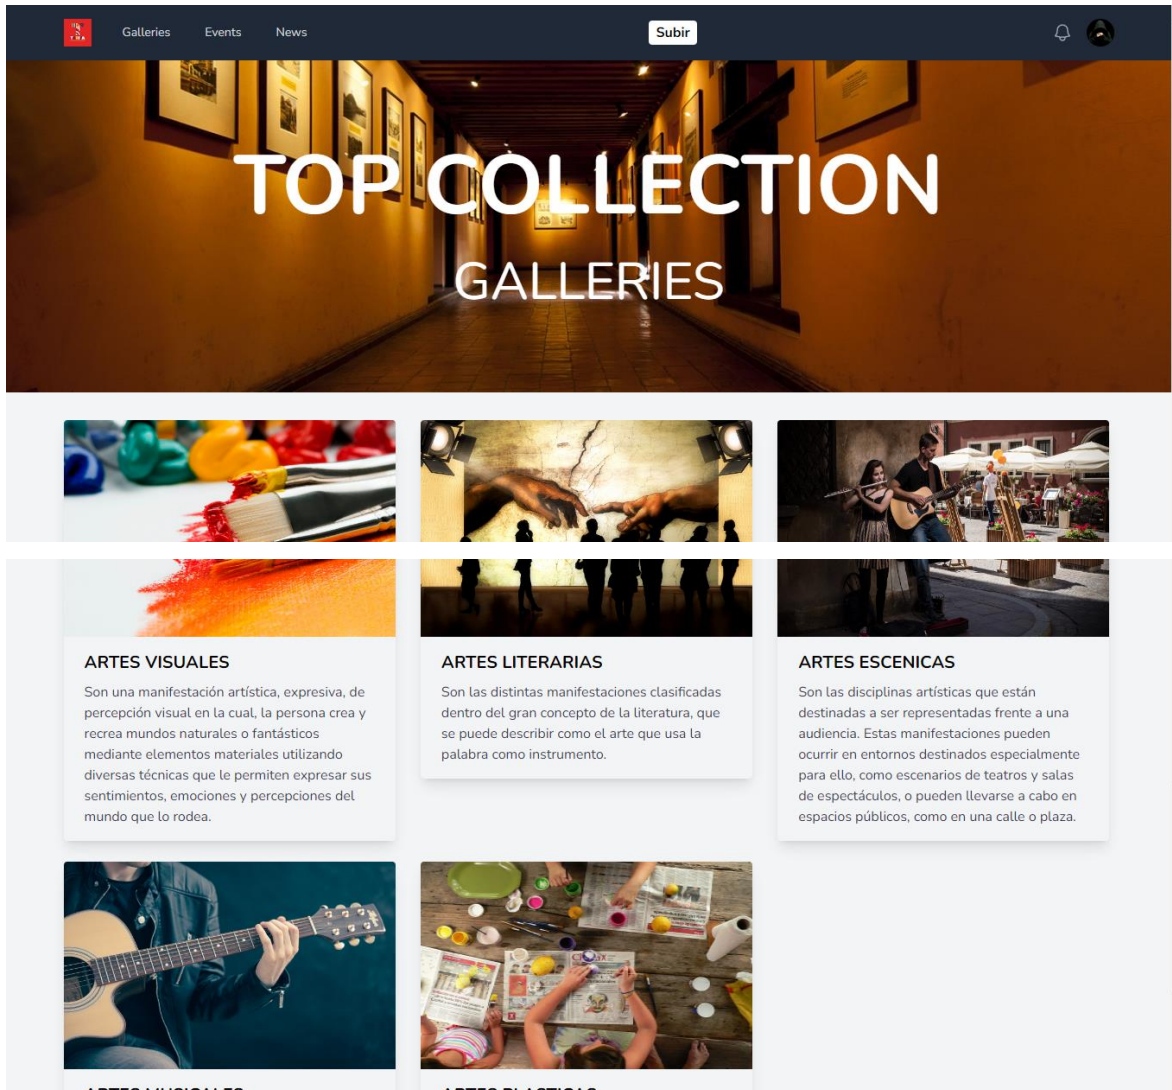 Galleries Events News Subir
TOP COLLECTION
GALLERIES
ARTES VISUALES
Son una manifestación artística, expresiva, de
percepción visual en la cual, la persona crea y
recrea mundos naturales o fantásticos
mediante elementos materiales utilizando
diversas técnicas que le permiten expresar sus
sentimientos, emociones y percepciones del
mundo que lo rodea.
ARTES LITERARIAS
Son las distintas manifestaciones clasificadas
dentro del gran concepto de la literatura, que
se puede describir como el arte que usa la
palabra como instrumento.
ARTES ESCENICAS
Son las disciplinas artísticas que están
destinadas a ser representadas frente a una
audiencia. Estas manifestaciones pueden
ocurrir en entornos destinados especialmente
para ello, como escenarios de teatros y salas
de espectáculos, o pueden llevarse a cabo en
espacios públicos, como en una calle o plaza.
ARTES MUSICALES
ARTES PLASTICAS